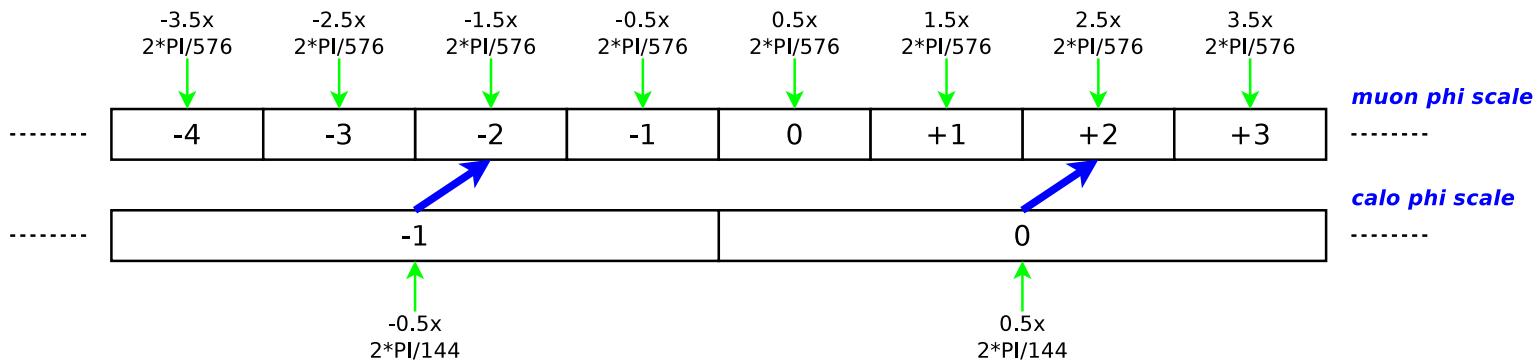 -3.5x -2.5x -1.5x -0.5x 0.5x 1.5x 2.5x 3.5x
2*PI/576 2*PI/576 2*PI/576 2*PI/576 2*PI/576 2*PI/576 2*PI/576 2*PI/576
muon phi scale
-4 -3 -2 -1 0 +1 +2 +3
calo phi scale
-1 0
-0.5x 0.5x
2*PI/144 2*PI/144